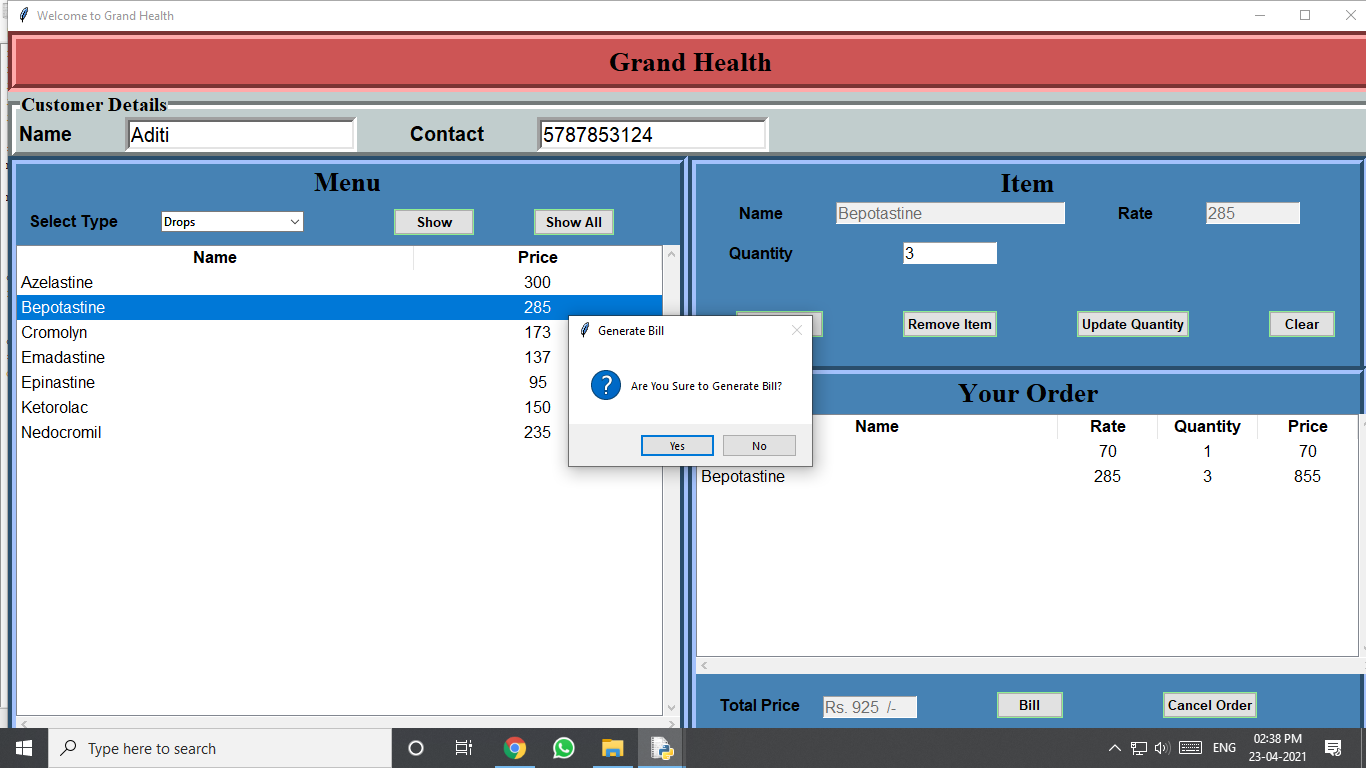 Welcome to Grand Health
Grand Health
Customer Details
Name Aditi Contact 5787853124
Menu
Select Type Drops Show Show All
Name Price
Azelastine 300
Bepotastine 285
Cromolyn 173
Emadastine 137
Epinastine 95
Ketorolac 150
Nedocromil 235
Item
Name Bepotastine Rate 285
Quantity 3
Remove Item Update Quantity Clear
Generate Bill
Are You Sure to Generate Bill?
Yes No
Your Order
Name Rate Quantity Price
70 1 70
Bepotastine 285 3 855
Total Price Rs. 925 /- Bill Cancel Order
Type here to search
ENG
02:38 PM
23-04-2021